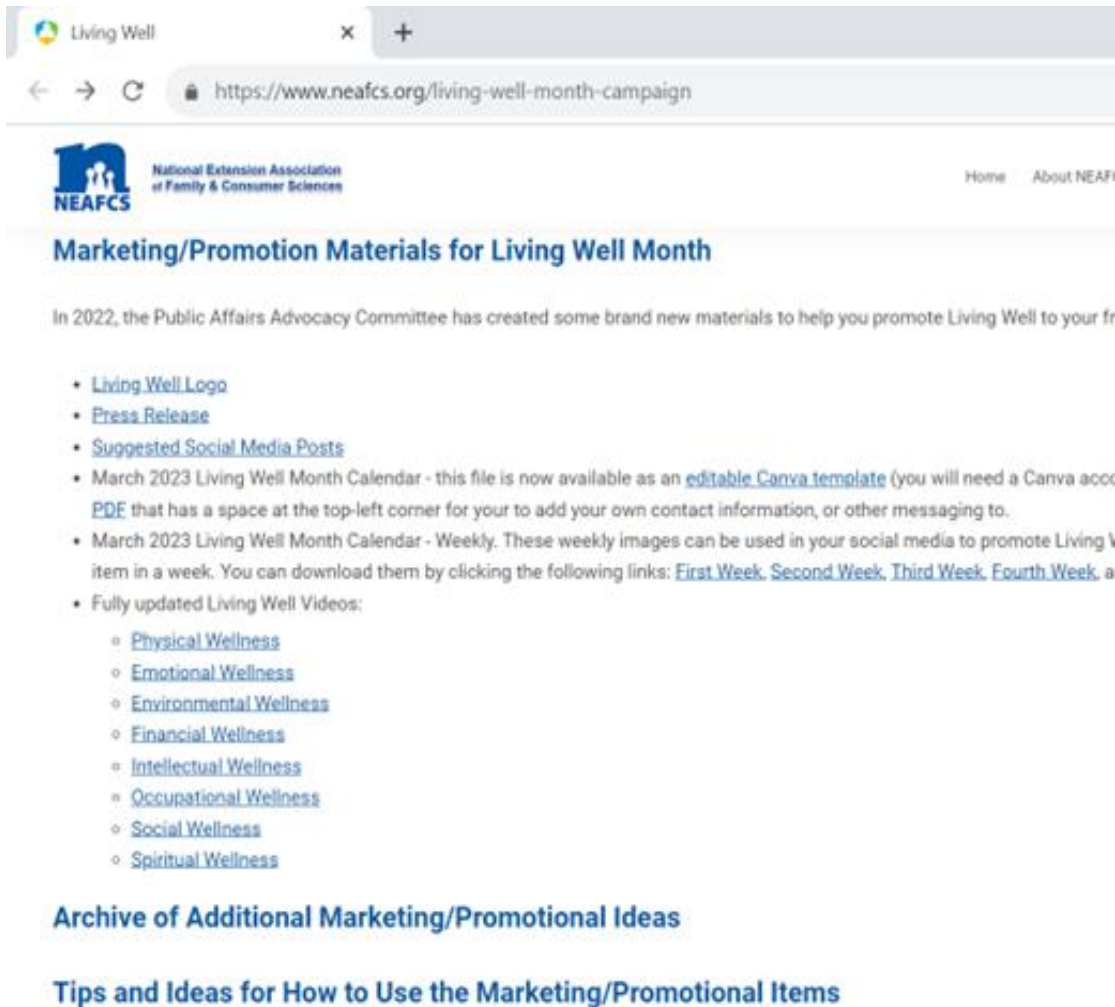 Living Well
https://www.neafcs.org/living-well-month-campaign
NEAFCS
National Extension Association
of Family & Consumer Sciences
Home About NEAFC
Marketing/Promotion Materials for Living Well Month
In 2022, the Public Affairs Advocacy Committee has created some brand new materials to help you promote Living Well to your fr
• Living Well Logo
• Press Release
• Suggested Social Media Posts
• March 2023 Living Well Month Calendar - this file is now available as an editable Canva template (you will need a Canva acco
PDF that has a space at the top-left corner for your to add your own contact information, or other messaging to.
• March 2023 Living Well Month Calendar - Weekly. These weekly images can be used in your social media to promote Living W
item in a week. You can download them by clicking the following links: First Week, Second Week, Third Week, Fourth Week, a
• Fully updated Living Well Videos:
Physical Wellness
Emotional Wellness
Environmental Wellness
Financial Wellness
Intellectual Wellness
Occupational Wellness
Social Wellness
Spiritual Wellness
Archive of Additional Marketing/Promotional Ideas
Tips and Ideas for How to Use the Marketing/Promotional Items